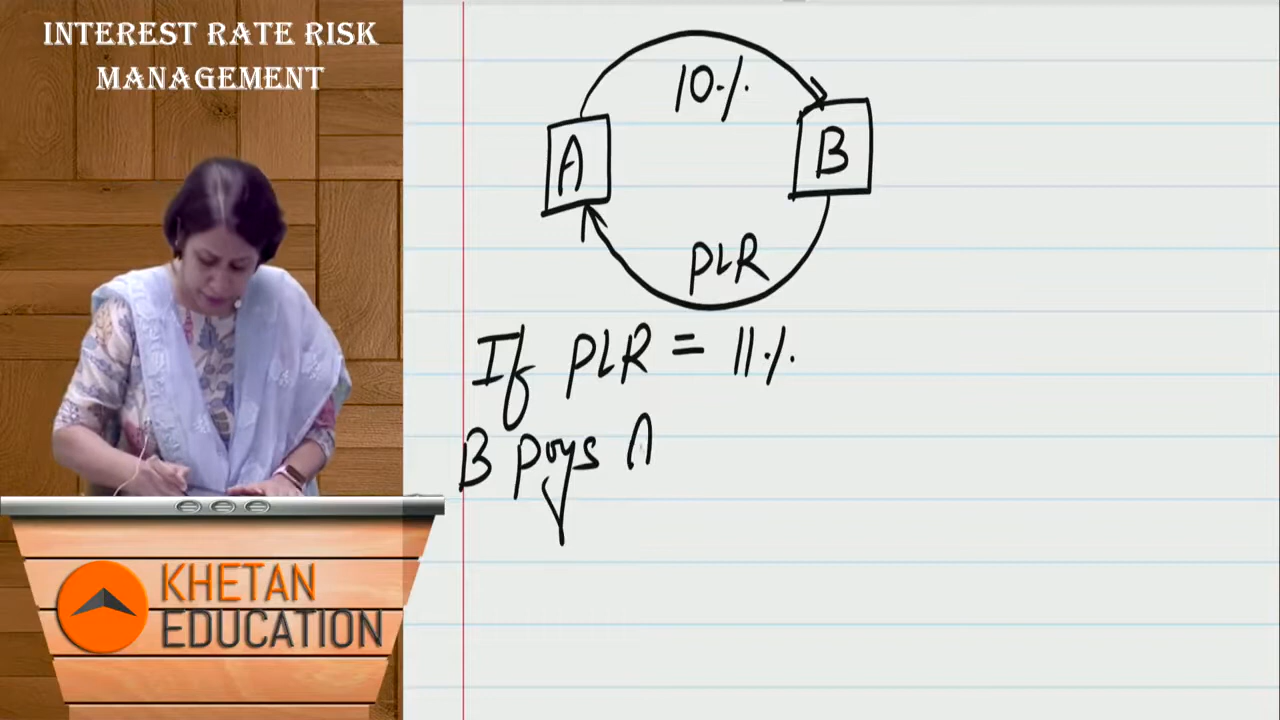 INTEREST RATE RISK
MANAGEMENT
10%
A
B
PLR
If PLR = 11%
B pays A
KHETAN
EDUCATION